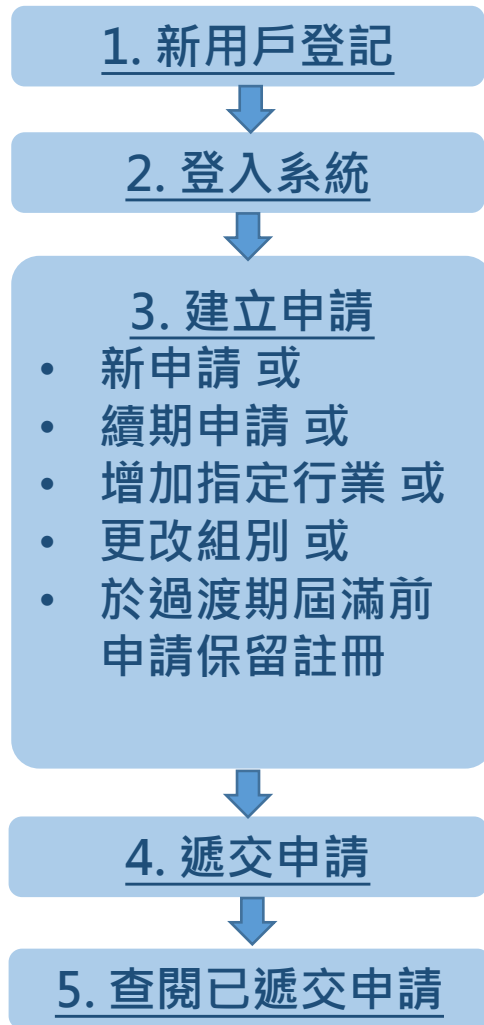 1. 新用戶登記
2. 登入系統
3. 建立申請
• 新申請 或
• 續期申請 或
• 增加指定行業 或
• 更改組別 或
• 於過渡期屆滿前
申請保留註冊
4. 遞交申請
5. 查閱已遞交申請